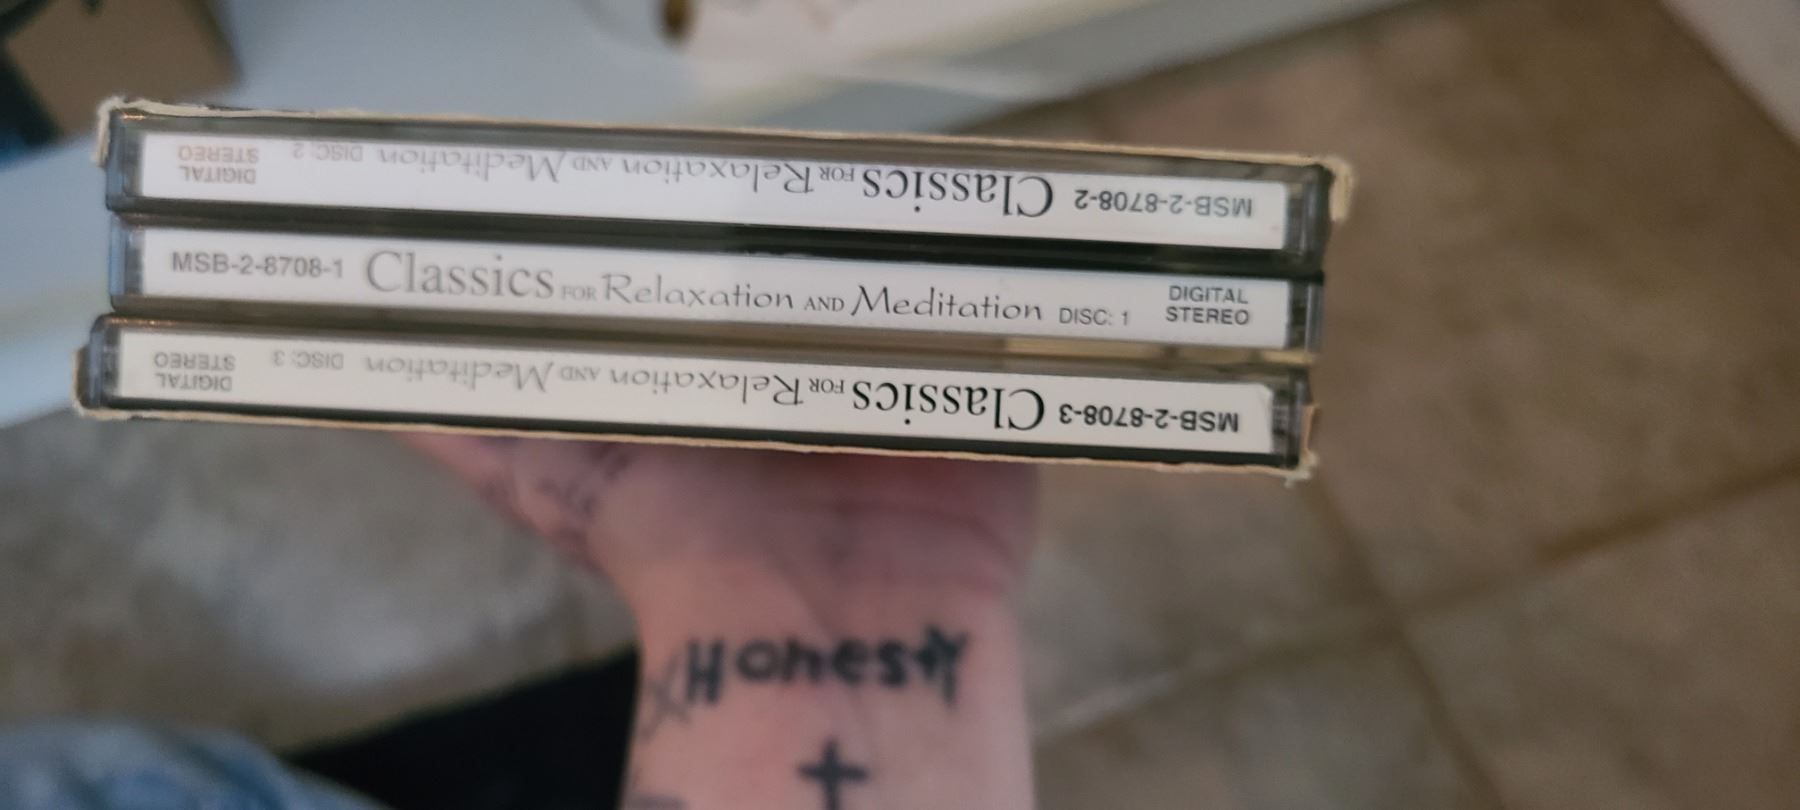 MSB-2-8708-2 Classics FOR Relaxation AND Meditation DISC: 2 DIGITAL STEREO
MSB-2-8708-1 Classics FOR Relaxation AND Meditation DISC: 1 DIGITAL STEREO
MSB-2-8708-3 Classics FOR Relaxation AND Meditation DISC: 3 DIGITAL STEREO
Honesty